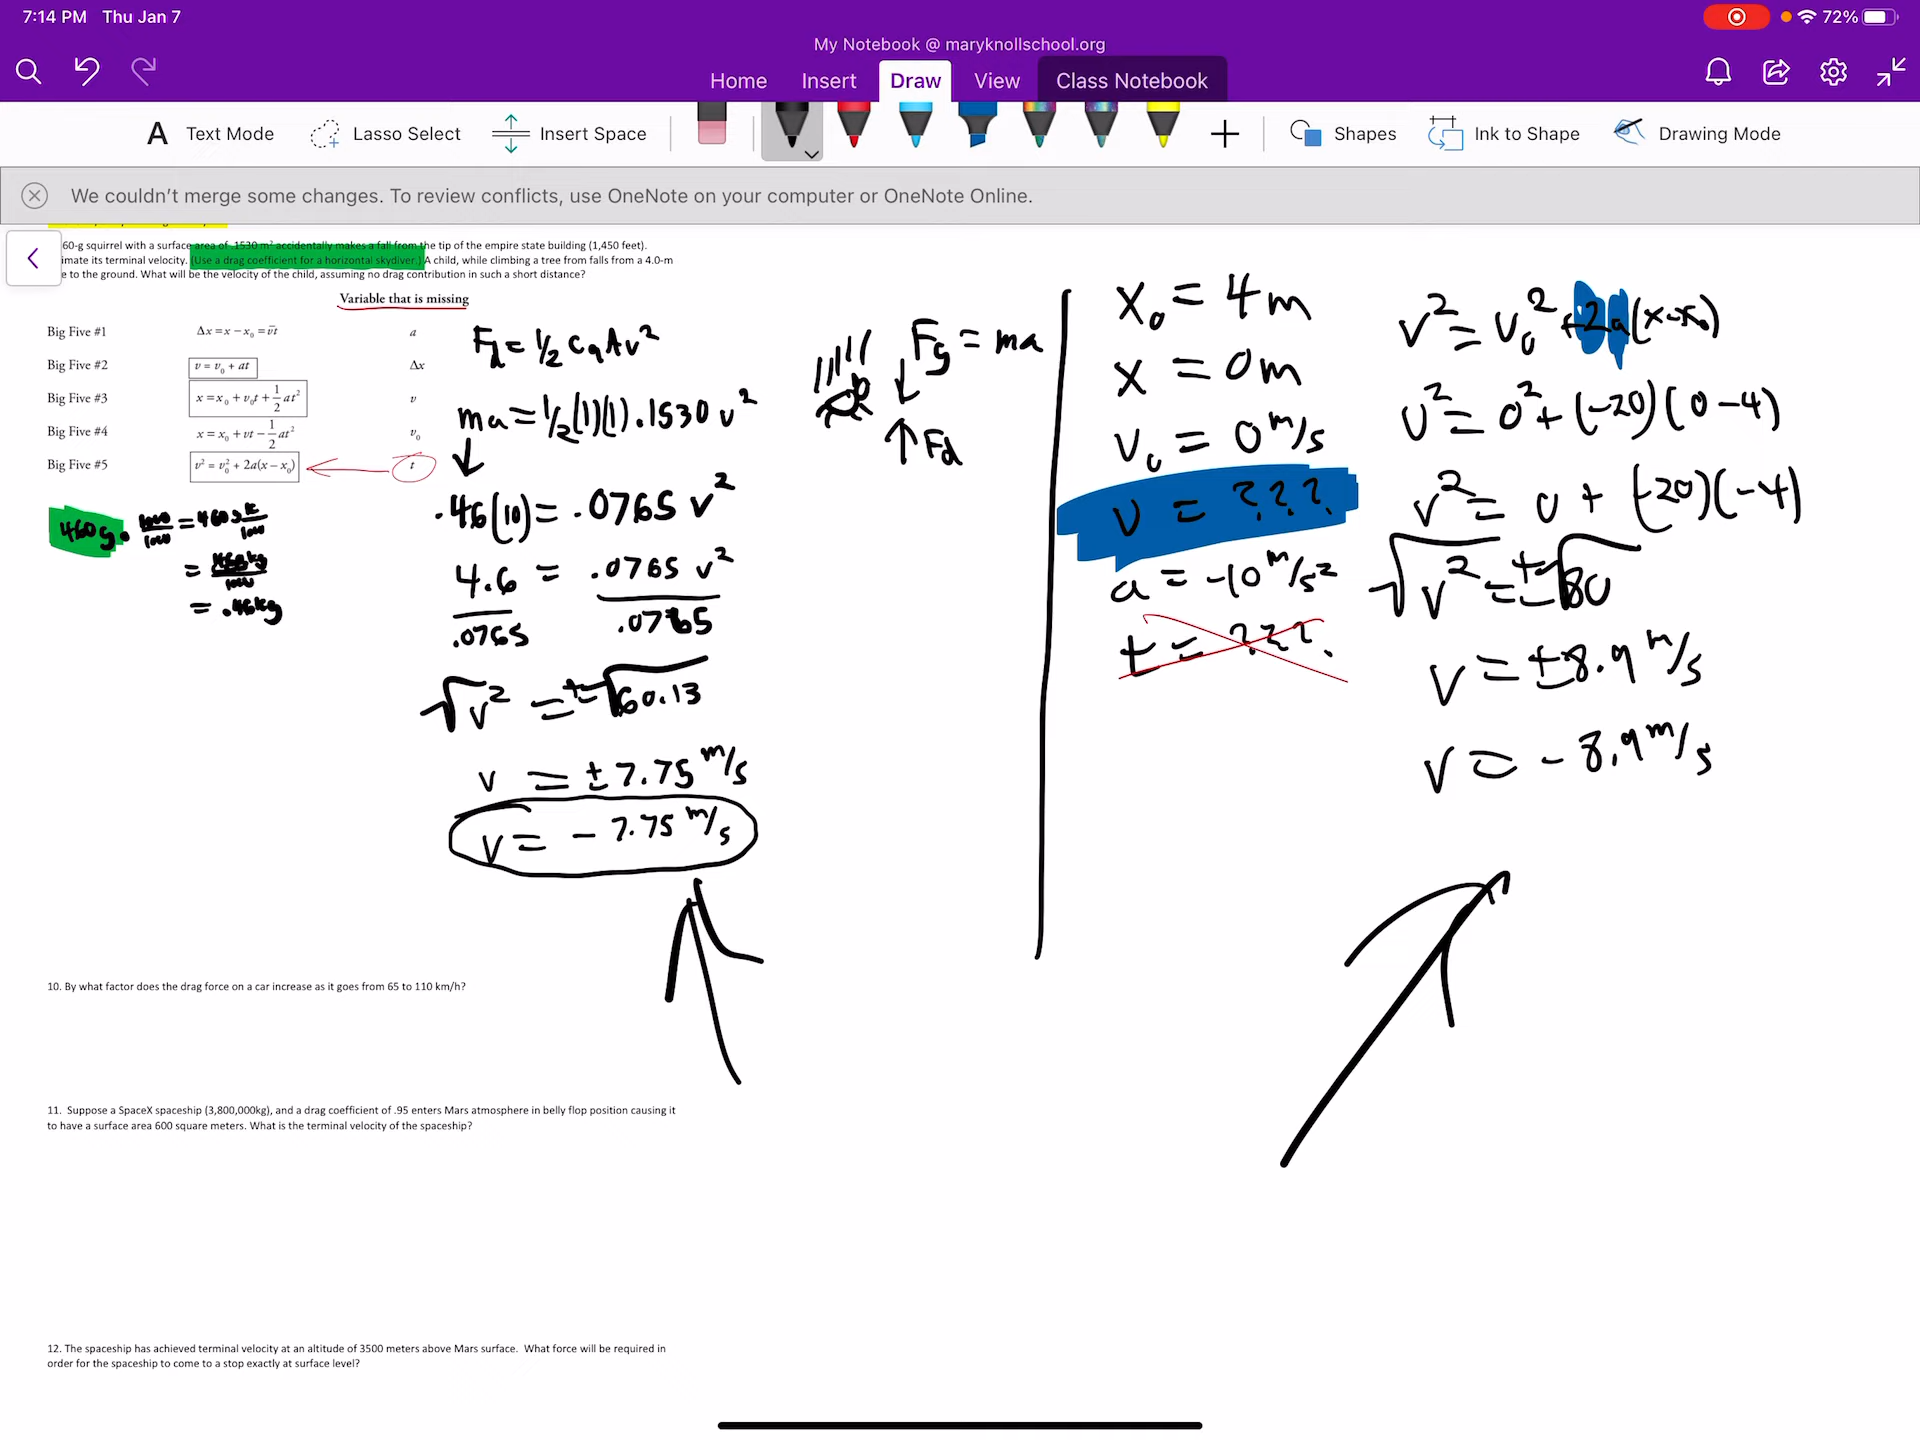 7:14 PM Thu Jan 7
72%
My Notebook @ maryknollschool.org
Home Insert Draw View Class Notebook
Text Mode Lasso Select Insert Space Shapes Ink to Shape Drawing Mode
We couldn't merge some changes. To review conflicts, use OneNote on your computer or OneNote Online.
60-g squirrel with a surface area of .1530 m² accidentally makes a fall from the tip of the empire state building (1,450 feet).
imate its terminal velocity. (Use a drag coefficient for a horizontal skydiver.) A child, while climbing a tree from falls from a 4.0-m
e to the ground. What will be the velocity of the child, assuming no drag contribution in such a short distance?
Variable that is missing
Big Five #1 Δx = x − x₀ = v̄t a
Big Five #2 v = v₀ + at Δx
Big Five #3 x = x₀ + v₀t + 1/2 at² v
Big Five #4 x = x₀ + vt − 1/2 at² v₀
Big Five #5 v² = v₀² + 2a(x − x₀) t
460g
= .46kg
ma = ½(1)(1).1530 v²
.46(10) = .0765 v²
4.6 = .0765 v²
.0765 .0765
√v² = ±√60.13
v = ±7.75 m/s
v = − 7.75 m/s
Fg = ma
Fd
x₀ = 4m
x = 0m
v₀ = 0 m/s
v = ???
a = -10 m/s²
t = ???.
v² = v₀² + 2a(x-x₀)
v² = 0² + (-20)(0-4)
v² = 0 + (-20)(-4)
√v² = ±√80
v = ±8.9 m/s
v = - 8.9 m/s
10. By what factor does the drag force on a car increase as it goes from 65 to 110 km/h?
11. Suppose a SpaceX spaceship (3,800,000kg), and a drag coefficient of .95 enters Mars atmosphere in belly flop position causing it
to have a surface area 600 square meters. What is the terminal velocity of the spaceship?
12. The spaceship has achieved terminal velocity at an altitude of 3500 meters above Mars surface. What force will be required in
order for the spaceship to come to a stop exactly at surface level?